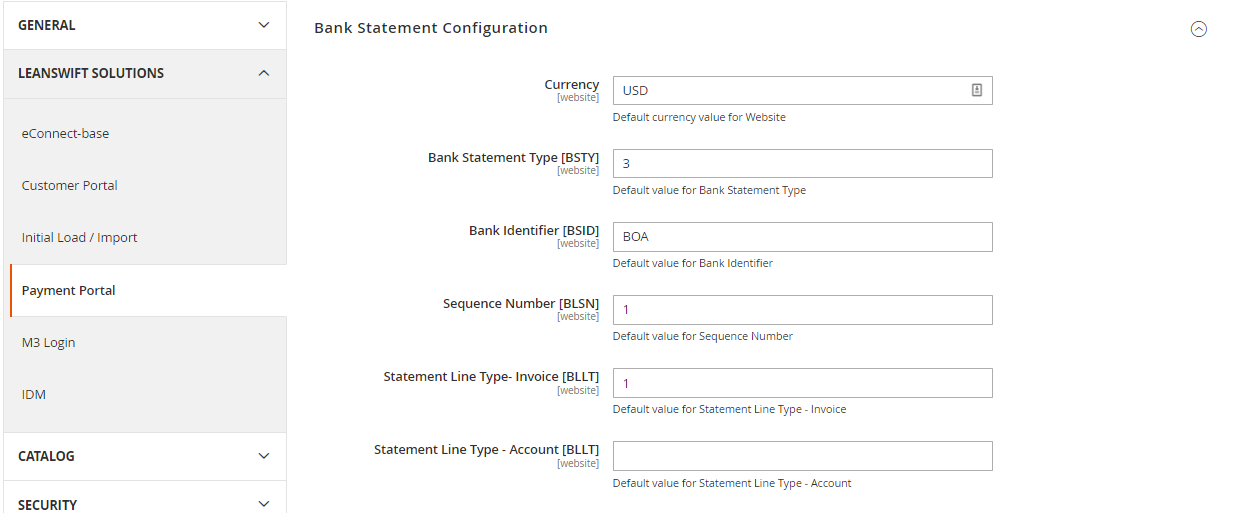 GENERAL
LEANSWIFT SOLUTIONS
eConnect-base
Customer Portal
Initial Load / Import
Payment Portal
M3 Login
IDM
CATALOG
SECURITY
Bank Statement Configuration
Currency
[website]
USD
Default currency value for Website
Bank Statement Type [BSTY]
[website]
3
Default value for Bank Statement Type
Bank Identifier [BSID]
[website]
BOA
Default value for Bank Identifier
Sequence Number [BLSN]
[website]
1
Default value for Sequence Number
Statement Line Type- Invoice [BLLT]
[website]
1
Default value for Statement Line Type - Invoice
Statement Line Type - Account [BLLT]
[website]
Default value for Statement Line Type - Account